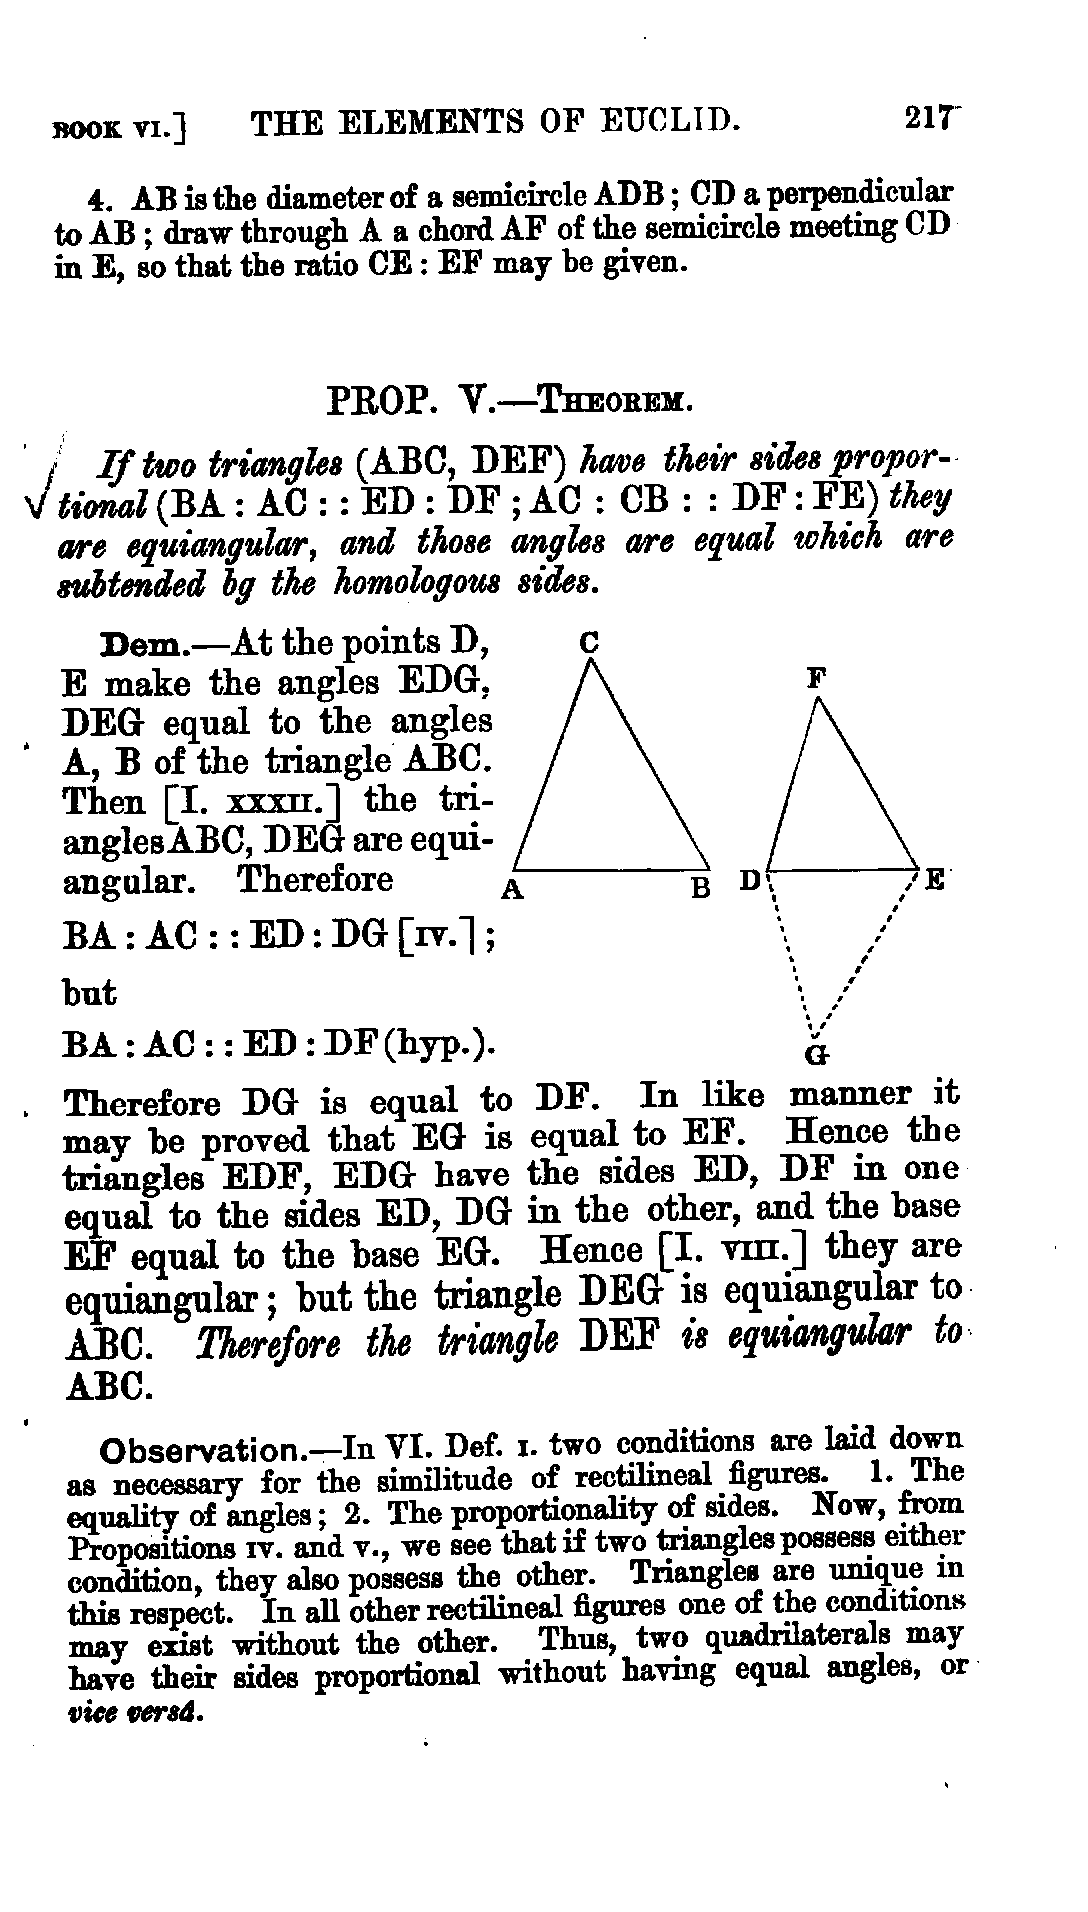 BOOK VI.] THE ELEMENTS OF EUCLID. 217
4. AB is the diameter of a semicircle ADB; CD a perpendicular
to AB; draw through A a chord AF of the semicircle meeting CD
in E, so that the ratio CE : EF may be given.
PROP. V.—THEOREM.
If two triangles (ABC, DEF) have their sides propor-
tional (BA : AC :: ED : DF; AC : CB :: DF : FE) they
are equiangular, and those angles are equal which are
subtended bg the homologous sides.
Dem.—At the points D,
E make the angles EDG,
DEG equal to the angles
A, B of the triangle ABC.
Then [I. XXXII.] the tri-
angles ABC, DEG are equi-
angular. Therefore
BA : AC :: ED : DG [IV.];
but
BA : AC :: ED : DF (hyp.).
C
F
A
B
D
E
G
Therefore DG is equal to DF. In like manner it
may be proved that EG is equal to EF. Hence the
triangles EDF, EDG have the sides ED, DF in one
equal to the sides ED, DG in the other, and the base
EF equal to the base EG. Hence [I. VIII.] they are
equiangular; but the triangle DEG is equiangular to
ABC. Therefore the triangle DEF is equiangular to
ABC.
Observation.—In VI. Def. I. two conditions are laid down
as necessary for the similitude of rectilineal figures. 1. The
equality of angles; 2. The proportionality of sides. Now, from
Propositions IV. and V., we see that if two triangles possess either
condition, they also possess the other. Triangles are unique in
this respect. In all other rectilineal figures one of the conditions
may exist without the other. Thus, two quadrilaterals may
have their sides proportional without having equal angles, or
vice versâ.